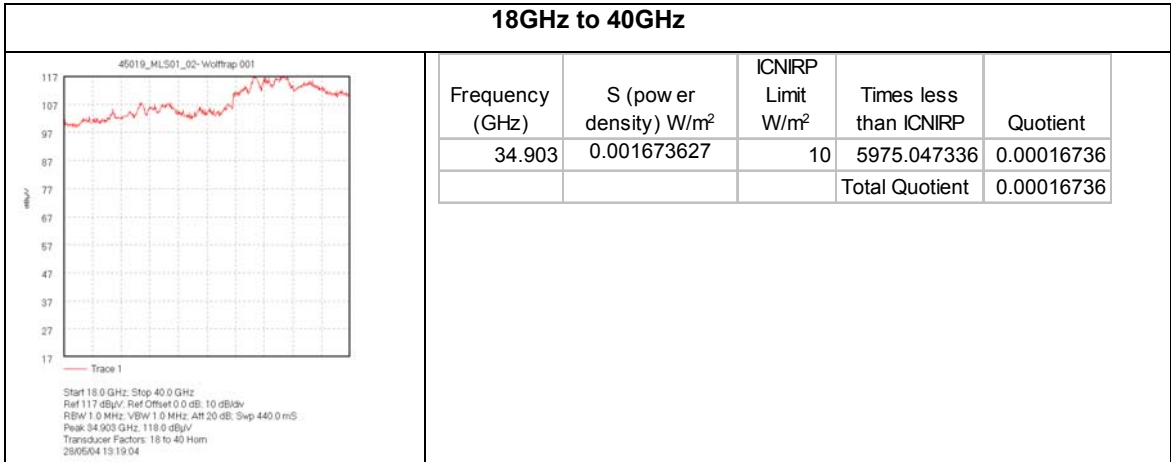 18GHz to 40GHz
45019_MLS01_02- Wolftrap 001
117
107
97
87
77
67
57
47
37
27
17
dBµV
Trace 1
Start 18.0 GHz; Stop 40.0 GHz
Ref 117 dBµV; Ref Offset 0.0 dB; 10 dB/div
RBW 1.0 MHz; VBW 1.0 MHz; Att 20 dB; Swp 440.0 mS
Peak 34.903 GHz, 118.0 dBµV
Transducer Factors: 18 to 40 Horn
28/05/04 13:19:04
Frequency (GHz) S (pow er density) W/m² ICNIRP Limit W/m² Times less than ICNIRP Quotient
34.903 0.001673627 10 5975.047336 0.00016736
Total Quotient 0.00016736